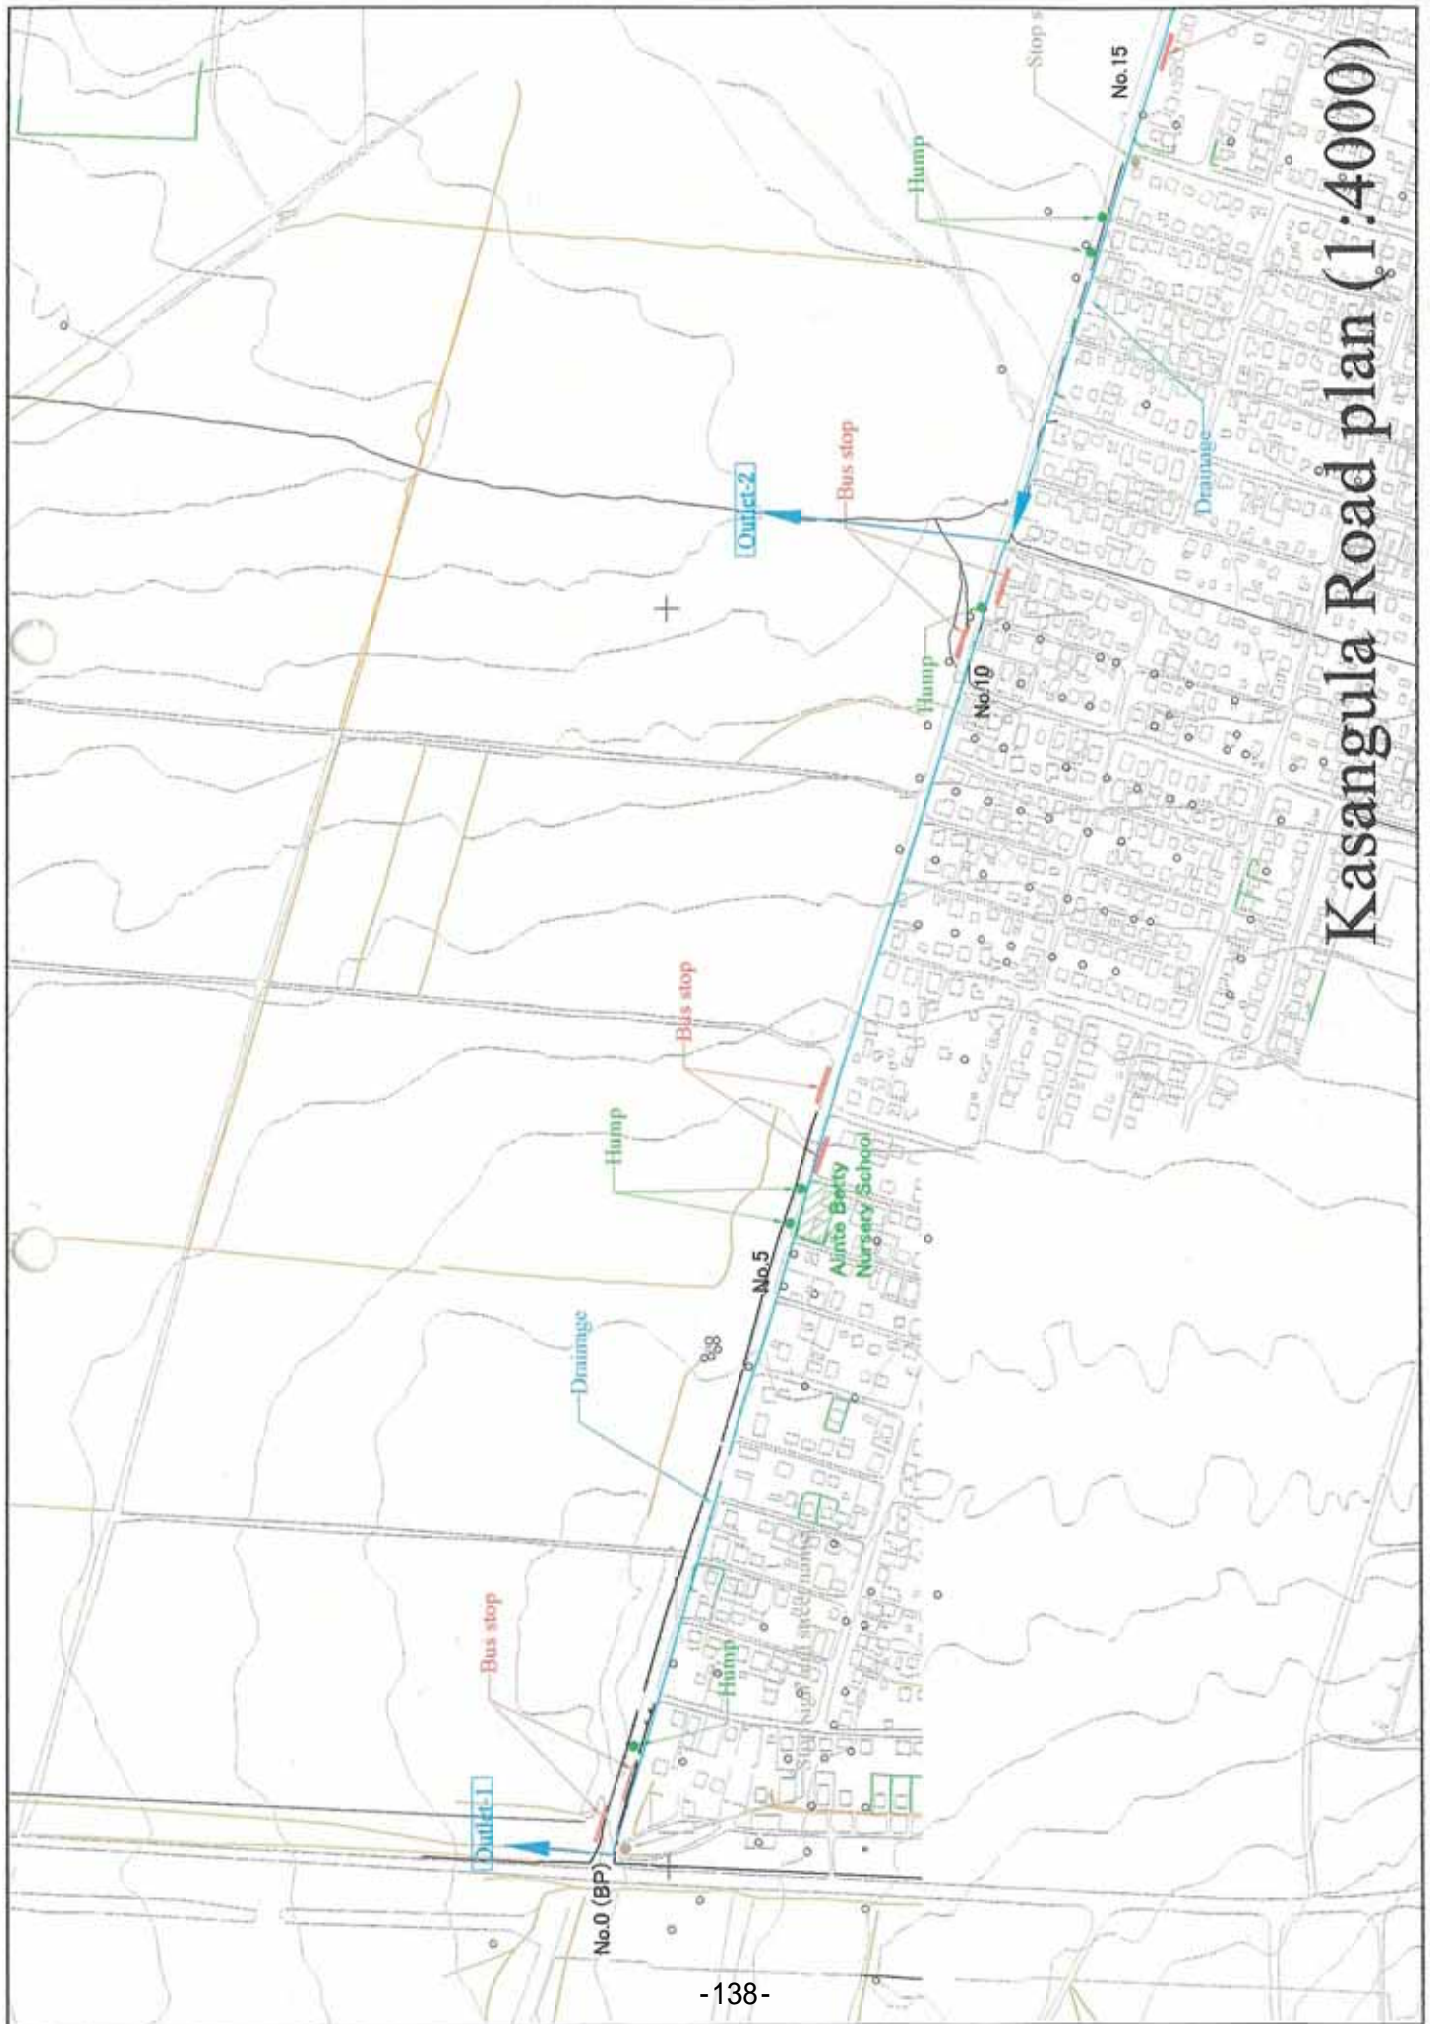 Kasangula Road plan (1:4000)
No.0 (BP)
Outlet-1
Bus stop
Hump
Drainage
No.5
Hump
Alinte Betty
Nursery School
Bus stop
No.10
Hump
Bus stop
Outlet-2
Drainage
Hump
Stop s
No.15
-138-